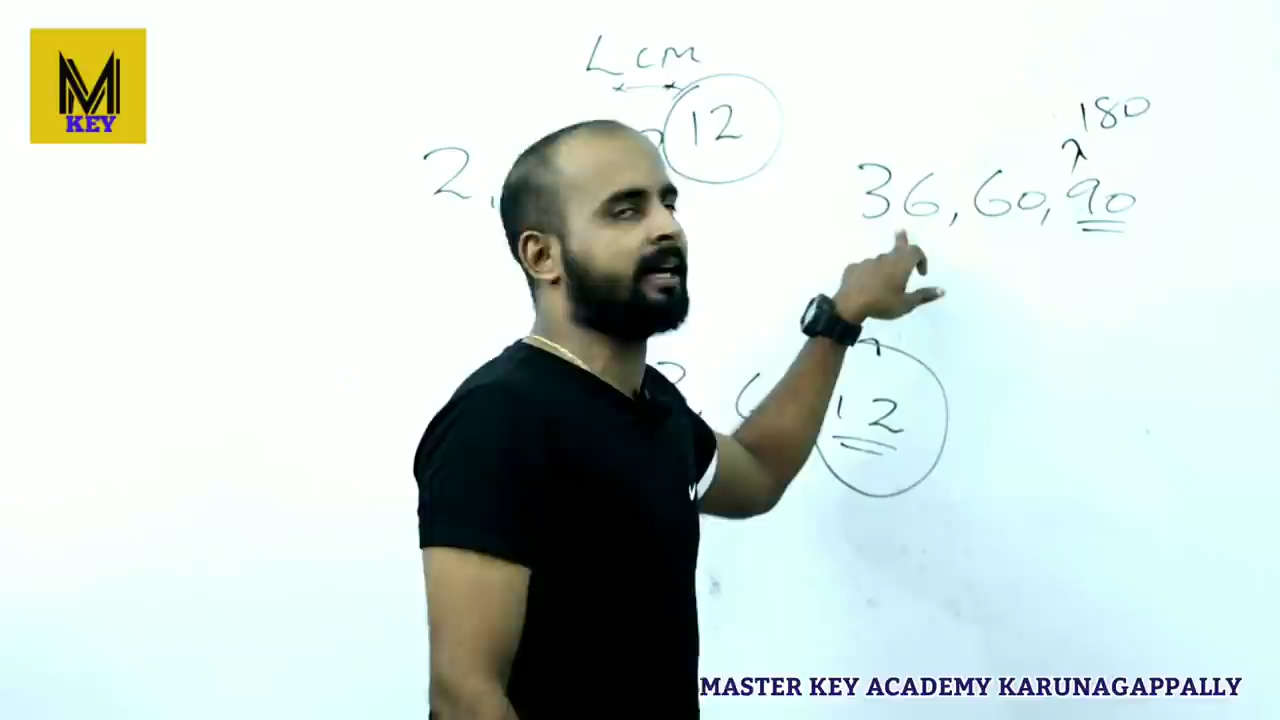 M
KEY
LCM
2,
12
180
36, 60, 90
12
MASTER KEY ACADEMY KARUNAGAPPALLY